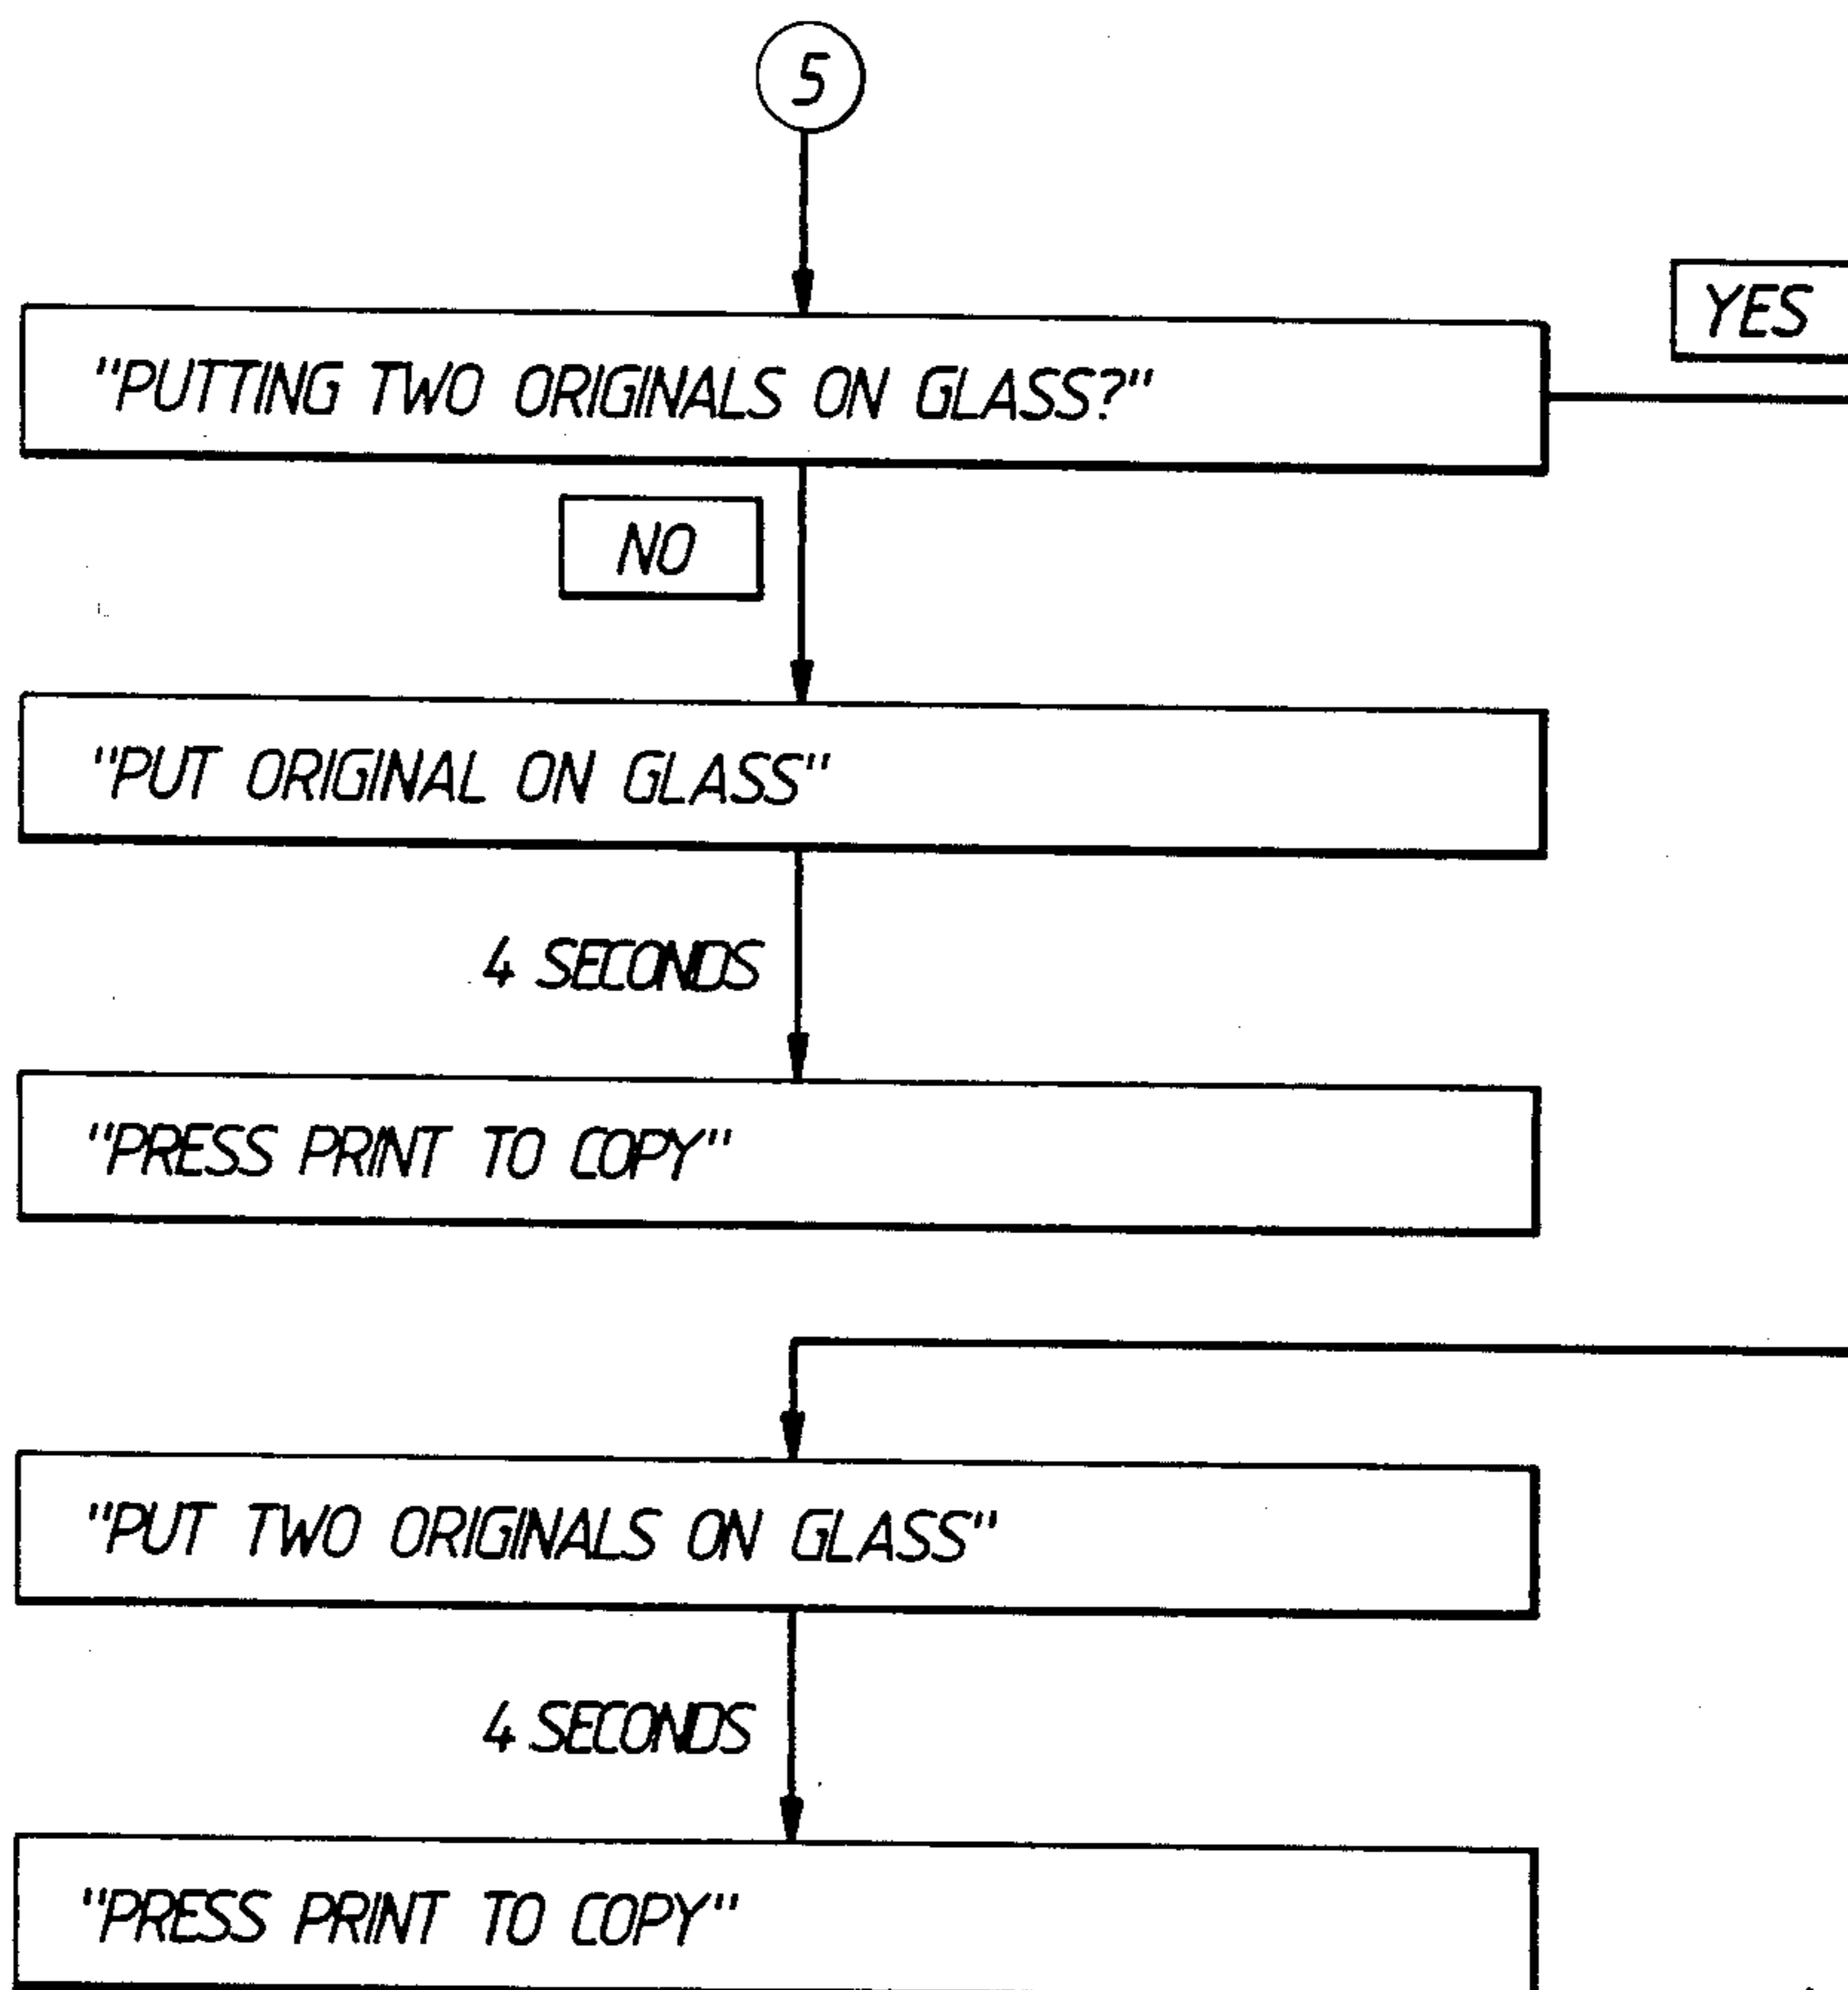 5
YES
"PUTTING TWO ORIGINALS ON GLASS?"
NO
"PUT ORIGINAL ON GLASS"
4 SECONDS
"PRESS PRINT TO COPY"
"PUT TWO ORIGINALS ON GLASS"
4 SECONDS
"PRESS PRINT TO COPY"